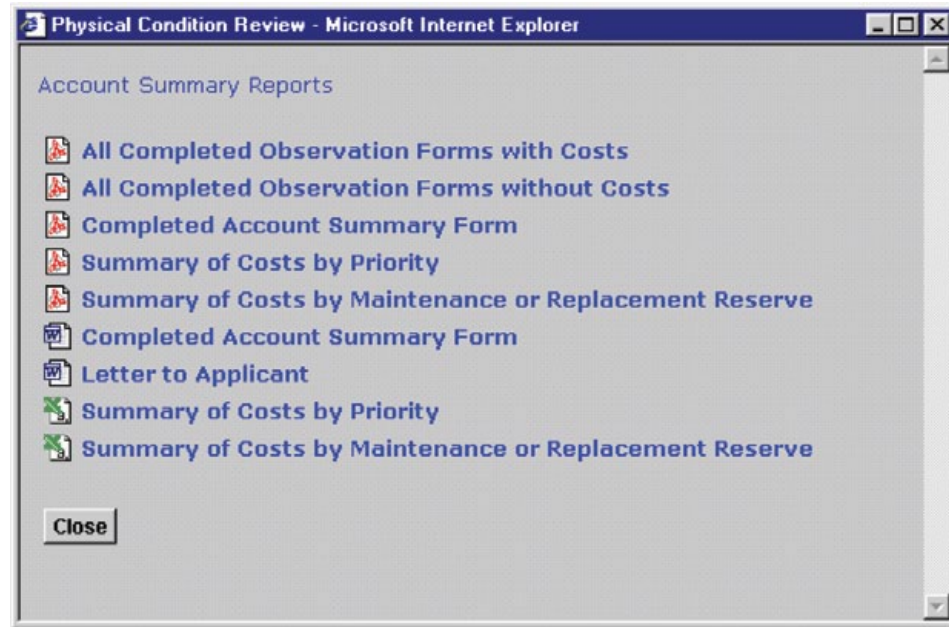 Physical Condition Review - Microsoft Internet Explorer
Account Summary Reports
All Completed Observation Forms with Costs
All Completed Observation Forms without Costs
Completed Account Summary Form
Summary of Costs by Priority
Summary of Costs by Maintenance or Replacement Reserve
Completed Account Summary Form
Letter to Applicant
Summary of Costs by Priority
Summary of Costs by Maintenance or Replacement Reserve
Close